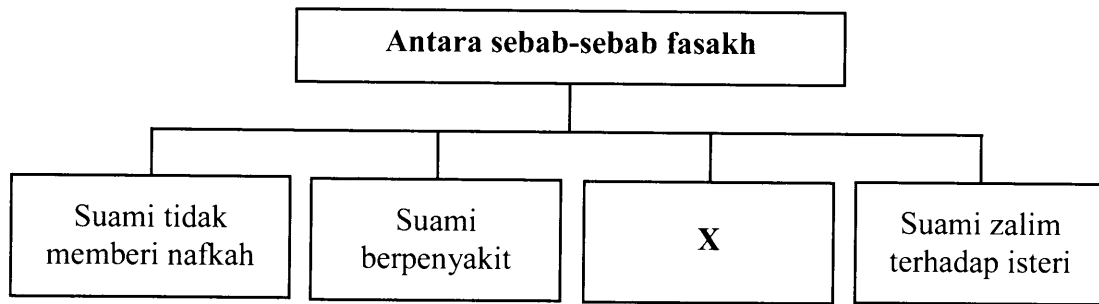 Antara sebab-sebab fasakh
Suami tidak
memberi nafkah
Suami
berpenyakit
X
Suami zalim
terhadap isteri